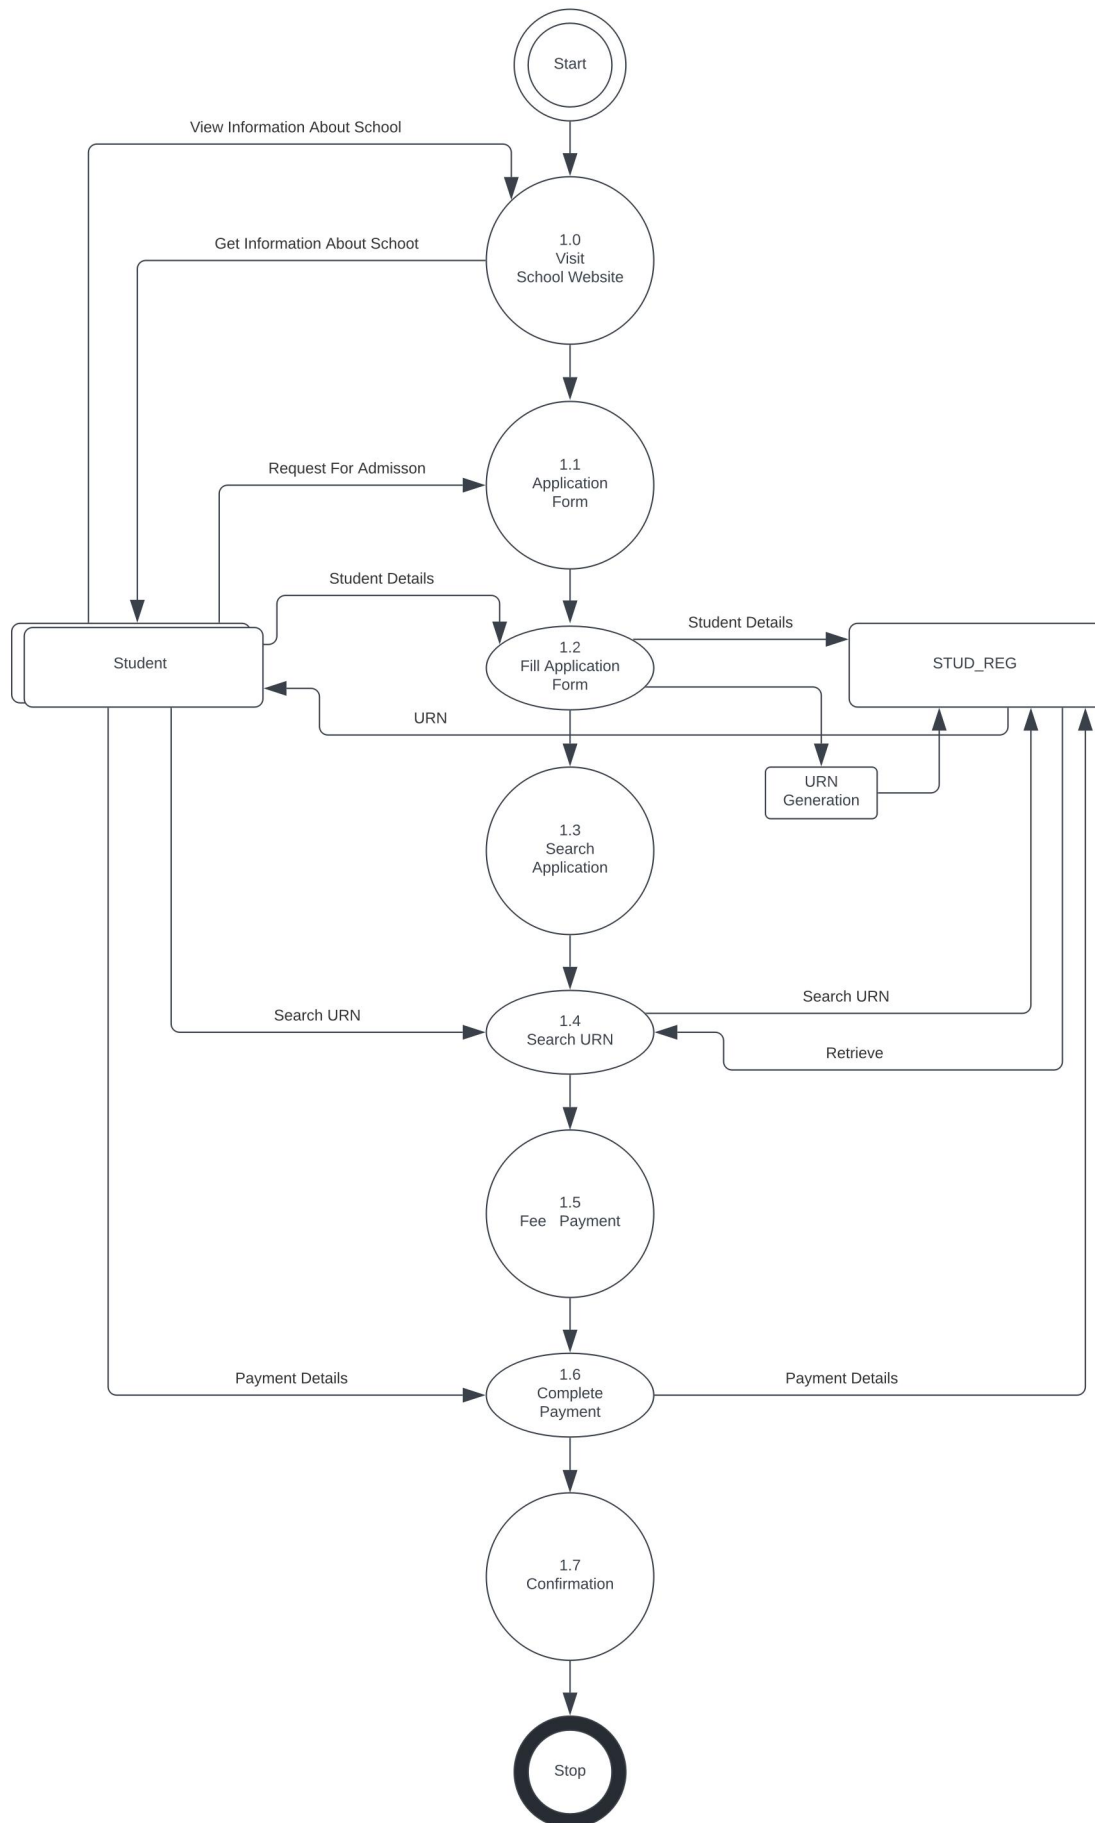 Start
View Information About School
Get Information About Schoot
1.0
Visit
School Website
Request For Admisson
1.1
Application
Form
Student Details
Student
1.2
Fill Application
Form
Student Details
STUD_REG
URN
URN
Generation
1.3
Search
Application
Search URN
1.4
Search URN
Search URN
Retrieve
1.5
Fee   Payment
Payment Details
1.6
Complete
Payment
Payment Details
1.7
Confirmation
Stop